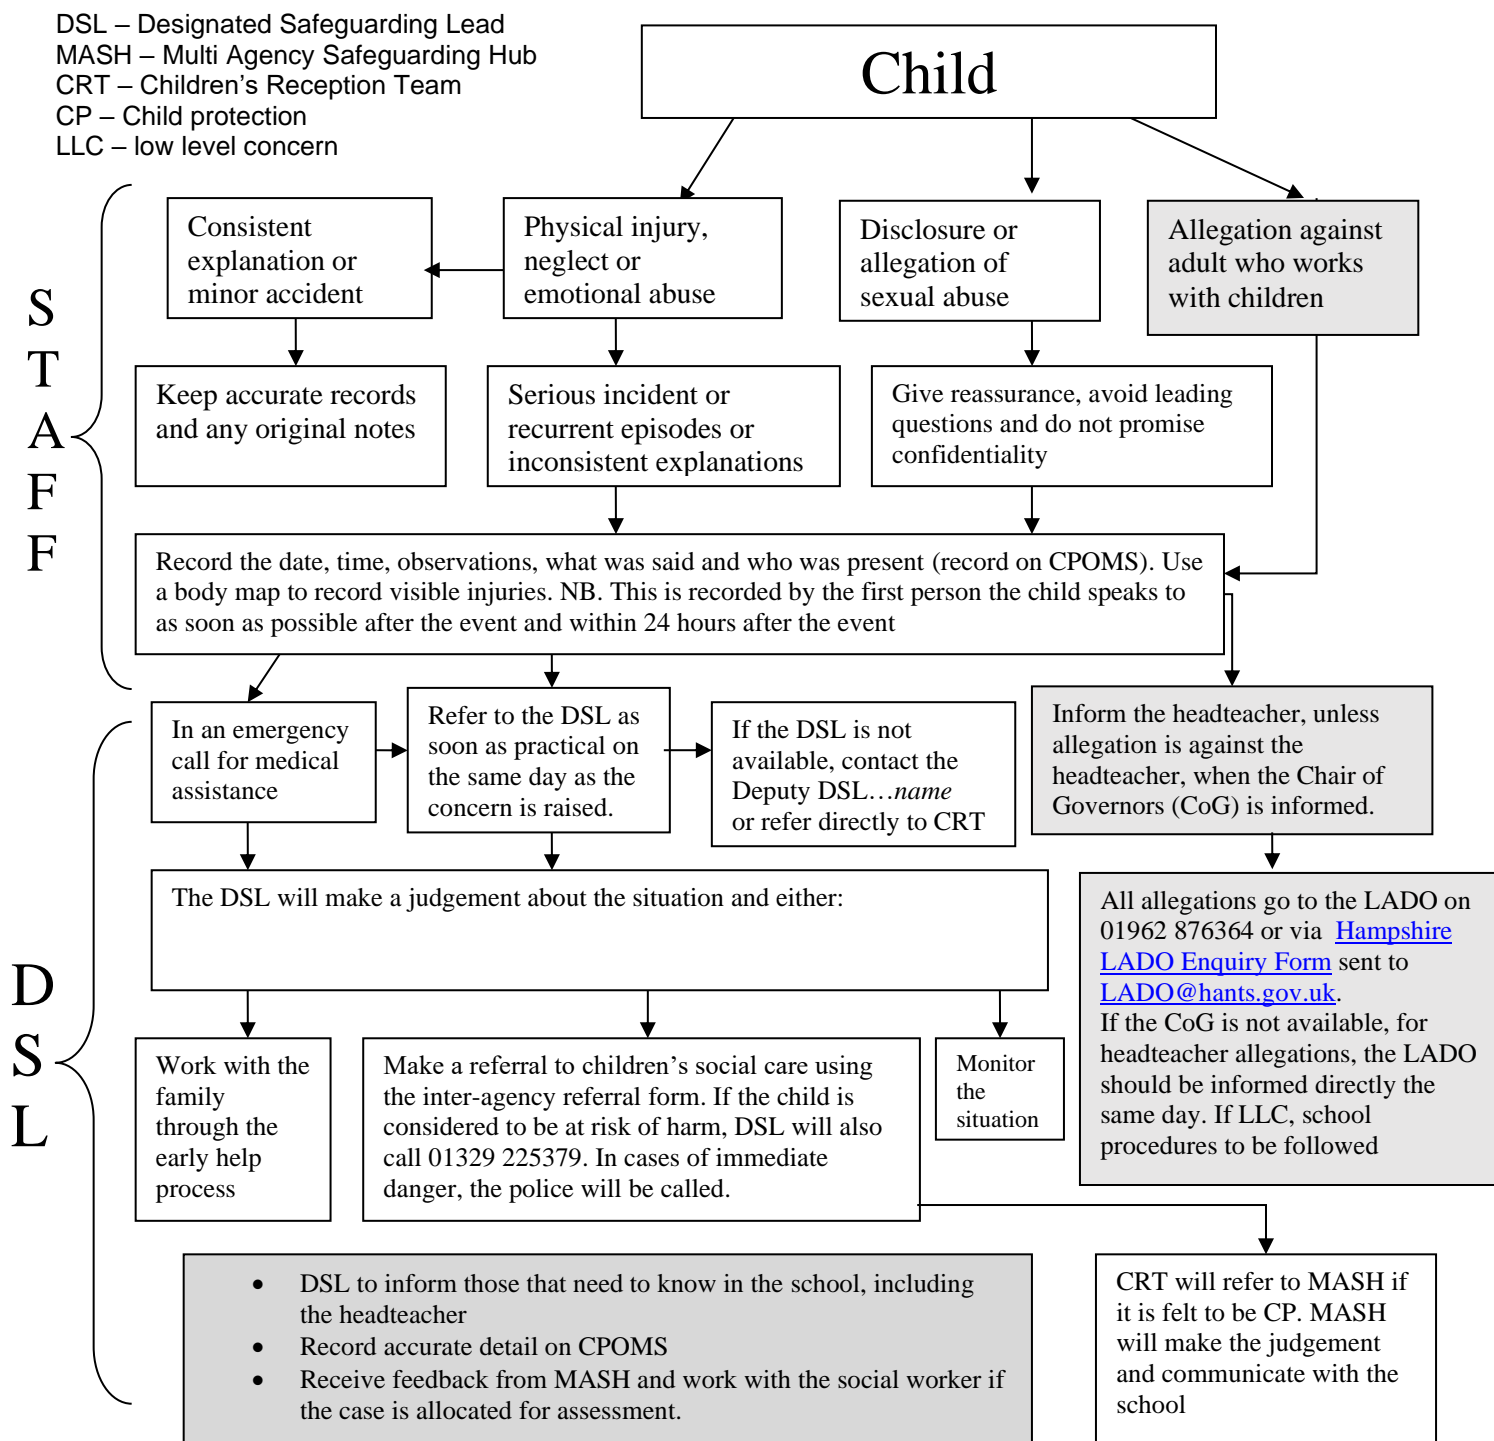 DSL – Designated Safeguarding Lead
MASH – Multi Agency Safeguarding Hub
CRT – Children's Reception Team
CP – Child protection
LLC – low level concern
Child
S
T
A
F
F
Consistent
explanation or
minor accident
Physical injury,
neglect or
emotional abuse
Disclosure or
allegation of
sexual abuse
Allegation against
adult who works
with children
Keep accurate records
and any original notes
Serious incident or
recurrent episodes or
inconsistent explanations
Give reassurance, avoid leading
questions and do not promise
confidentiality
Record the date, time, observations, what was said and who was present (record on CPOMS). Use
a body map to record visible injuries. NB. This is recorded by the first person the child speaks to
as soon as possible after the event and within 24 hours after the event
D
S
L
In an emergency
call for medical
assistance
Refer to the DSL as
soon as practical on
the same day as the
concern is raised.
If the DSL is not
available, contact the
Deputy DSL…name
or refer directly to CRT
Inform the headteacher, unless
allegation is against the
headteacher, when the Chair of
Governors (CoG) is informed.
The DSL will make a judgement about the situation and either:
All allegations go to the LADO on
01962 876364 or via Hampshire
LADO Enquiry Form sent to
LADO@hants.gov.uk.
If the CoG is not available, for
headteacher allegations, the LADO
should be informed directly the
same day. If LLC, school
procedures to be followed
Work with the
family
through the
early help
process
Make a referral to children's social care using
the inter-agency referral form. If the child is
considered to be at risk of harm, DSL will also
call 01329 225379. In cases of immediate
danger, the police will be called.
Monitor
the
situation
• DSL to inform those that need to know in the school, including
the headteacher
• Record accurate detail on CPOMS
• Receive feedback from MASH and work with the social worker if
the case is allocated for assessment.
CRT will refer to MASH if
it is felt to be CP. MASH
will make the judgement
and communicate with the
school